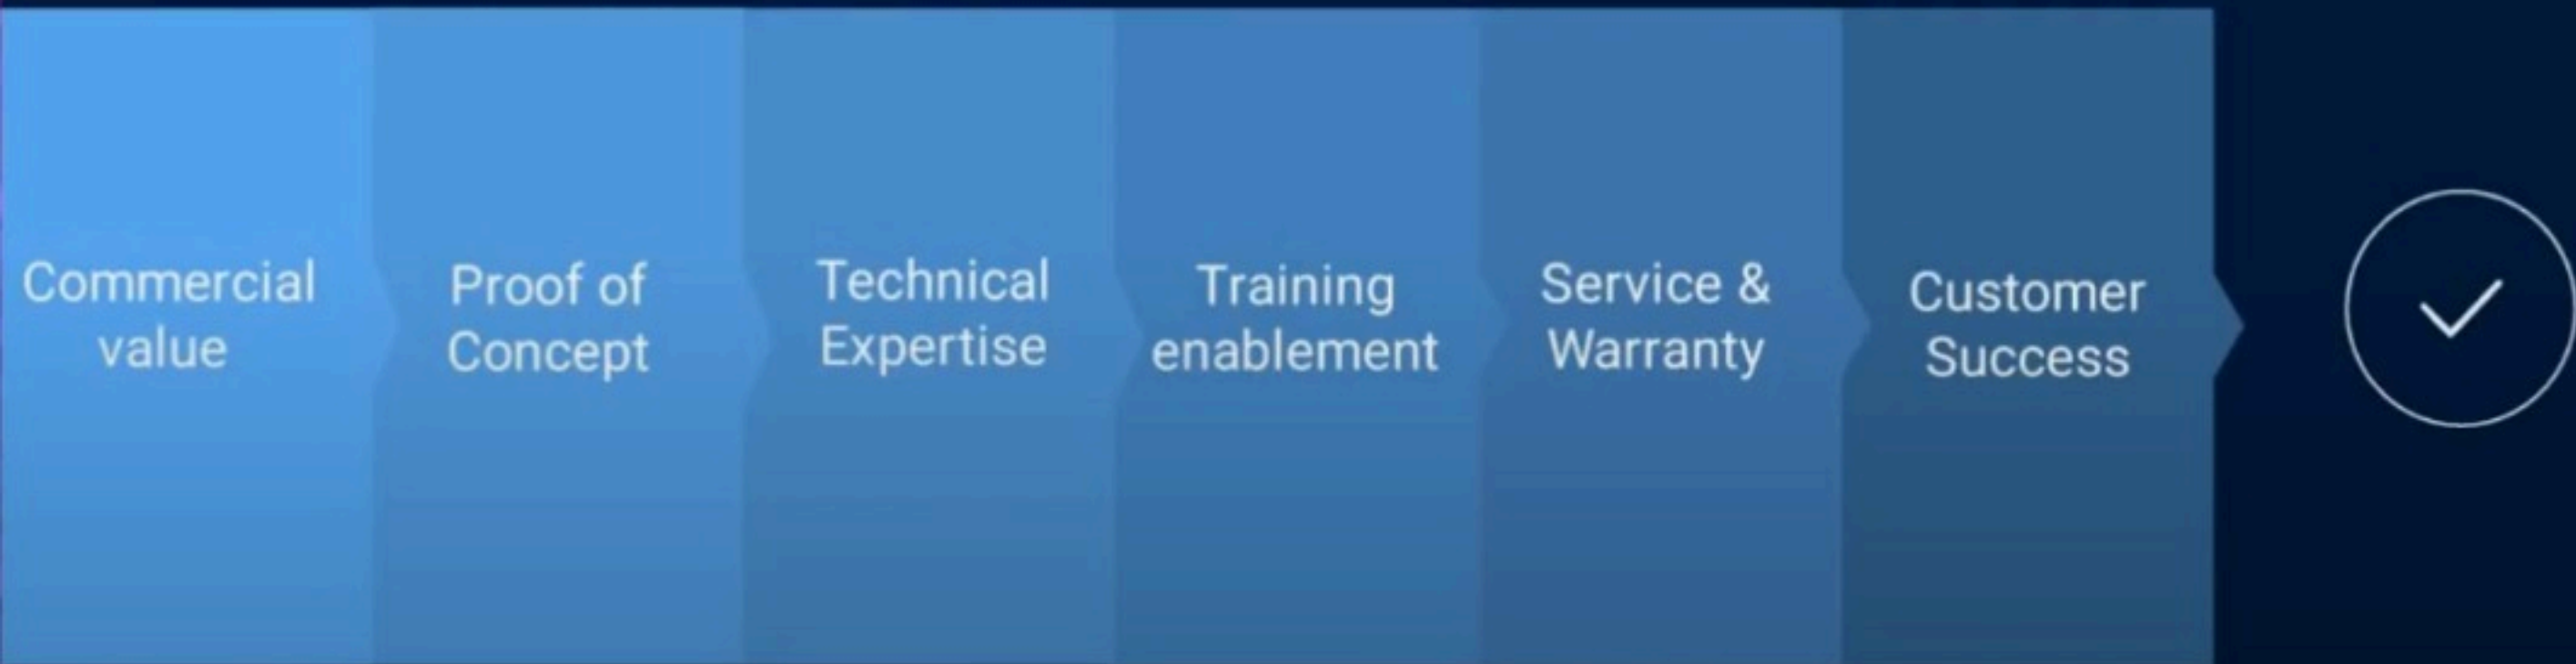 Commercial
value
Proof of
Concept
Technical
Expertise
Training
enablement
Service &
Warranty
Customer
Success